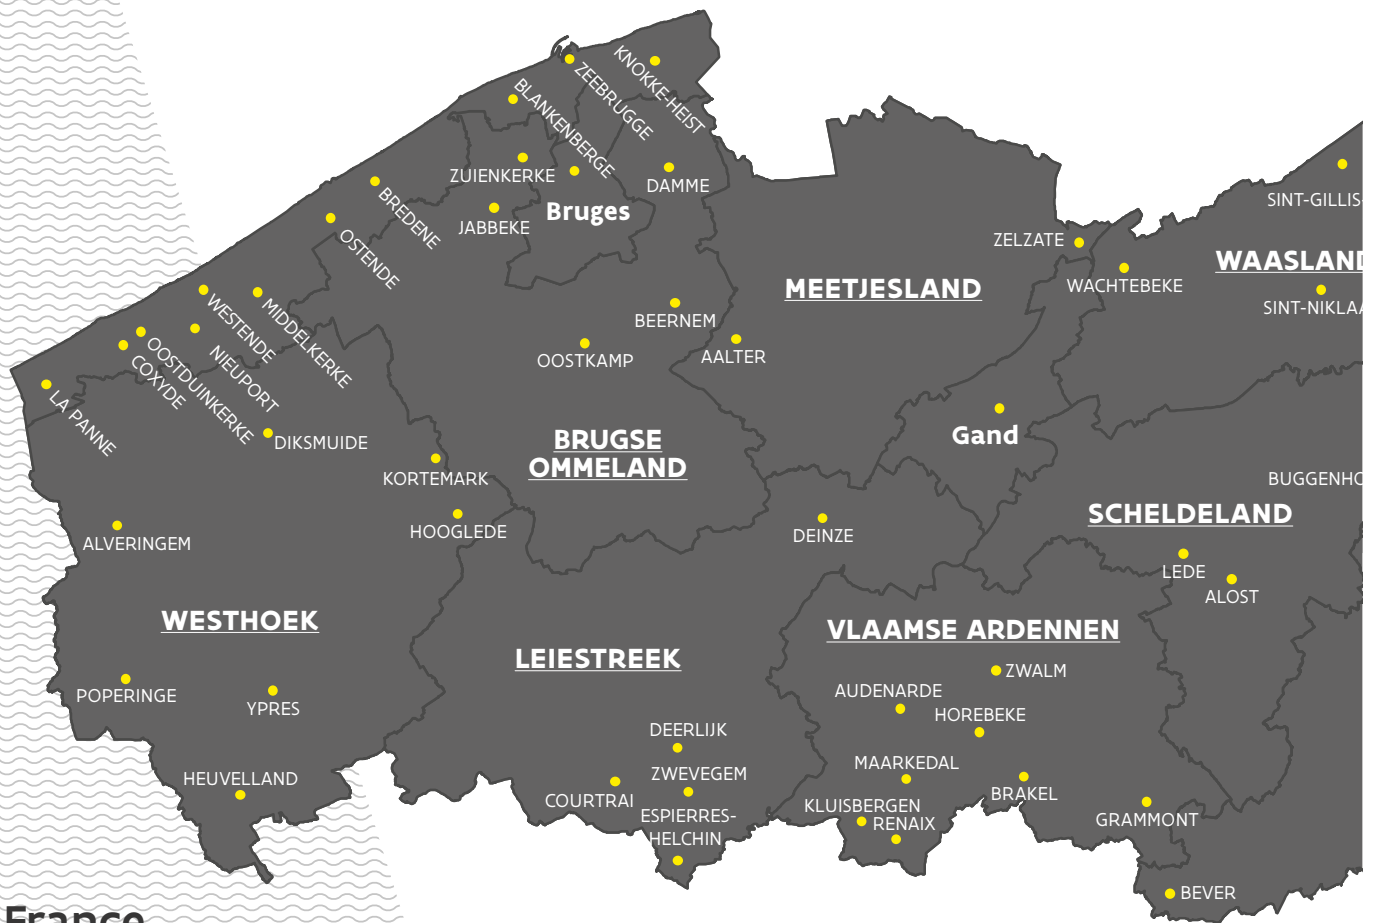 KNOKKE-HEIST
ZEEBRUGGE
BLANKENBERGE
ZUIENKERKE
DAMME
BREDENE
JABBEKE
Bruges
OSTENDE
SINT-GILLIS-
ZELZATE
WAASLAND
WACHTEBEKE
MEETJESLAND
SINT-NIKLAA
WESTENDE
MIDDELKERKE
BEERNEM
NIEUPORT
OOSTDUINKERKE
COXYDE
OOSTKAMP
AALTER
LA PANNE
DIKSMUIDE
BRUGSE
OMMELAND
Gand
KORTEMARK
BUGGENHO
SCHELDELAND
HOOGLEDE
DEINZE
ALVERINGEM
LEDE
ALOST
WESTHOEK
VLAAMSE ARDENNEN
LEIESTREEK
ZWALM
POPERINGE
YPRES
AUDENARDE
HOREBEKE
DEERLIJK
MAARKEDAL
ZWEVEGEM
HEUVELLAND
COURTRAI
BRAKEL
KLUISBERGEN
ESPIERRES-
HELCHIN
RENAIX
GRAMMONT
BEVER
France